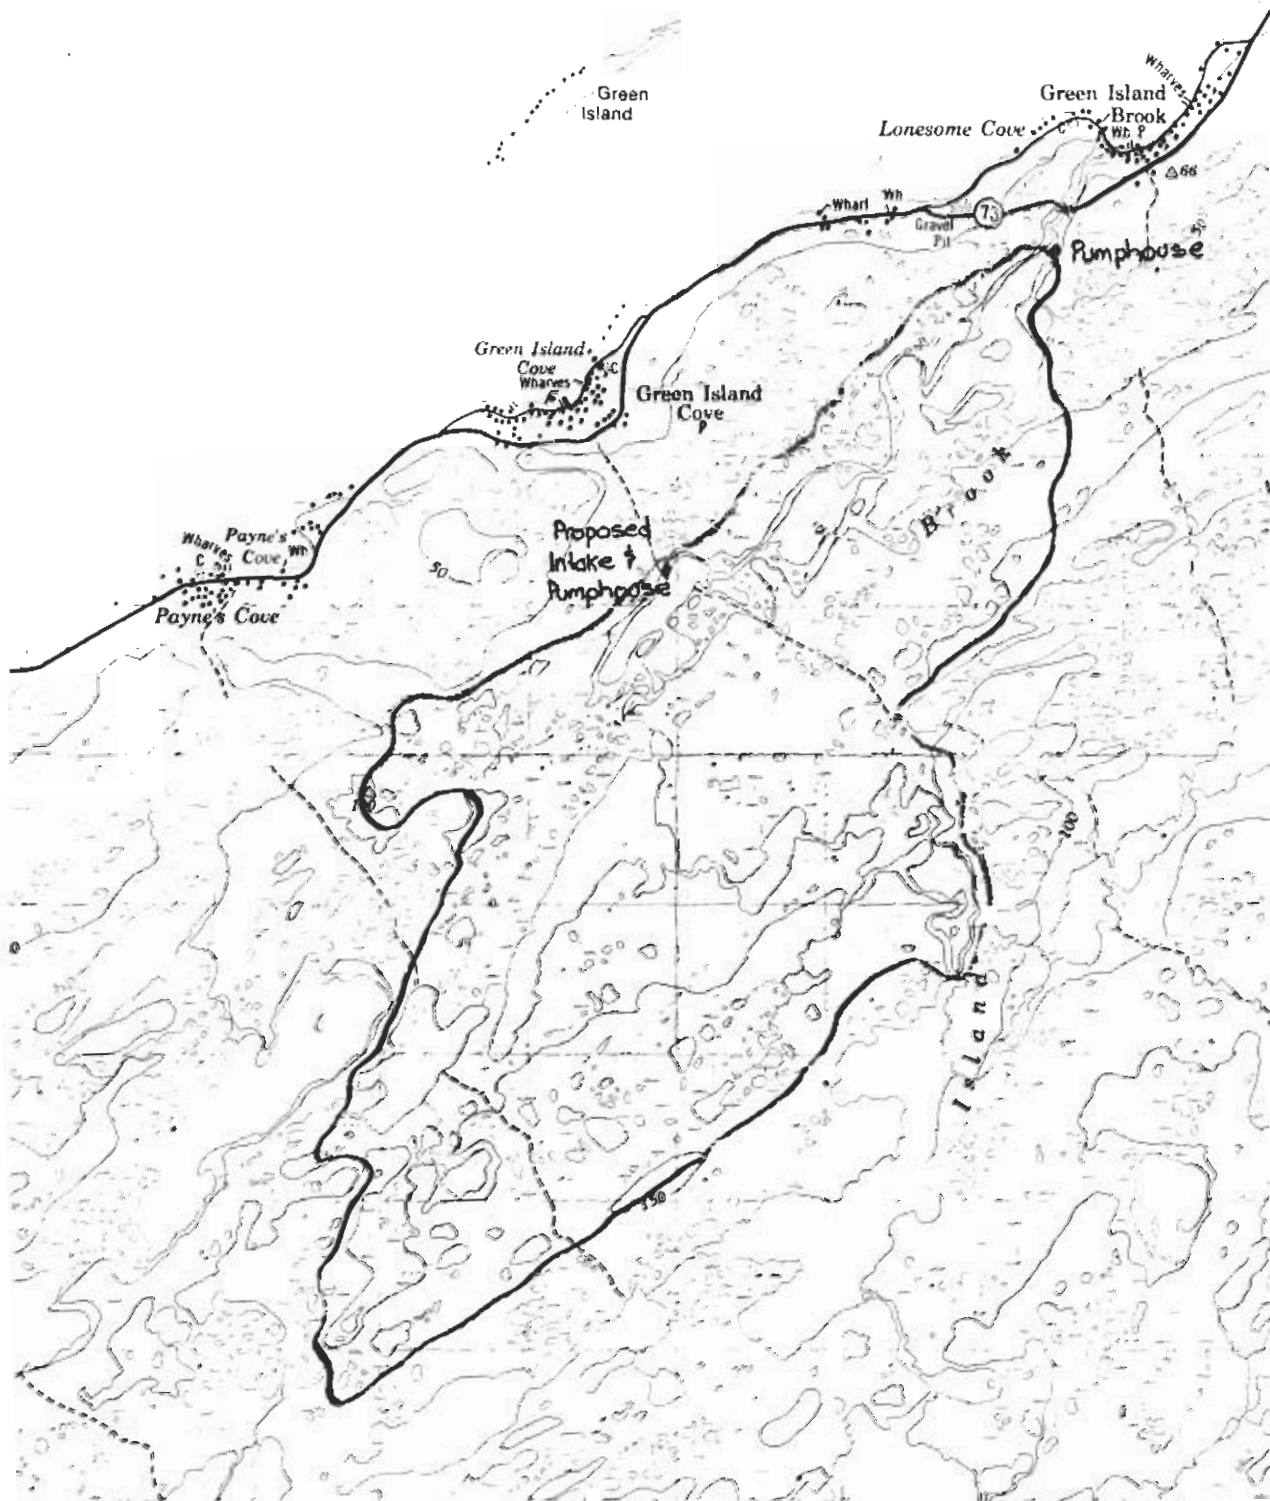 Green
Island
Wharves
Green Island
Brook
Lonesome Cove
C
Wh P
△66
Wharf
Wh
73
Gravel
Pit
50
Pumphouse
Green Island
Cove
Wharves
C
Green Island
Cove
P
Brook
Proposed
Intake &
Pumphouse
50
Payne's
Cove
Wharves
C
Wh
Payne's Cove
100
Island
150